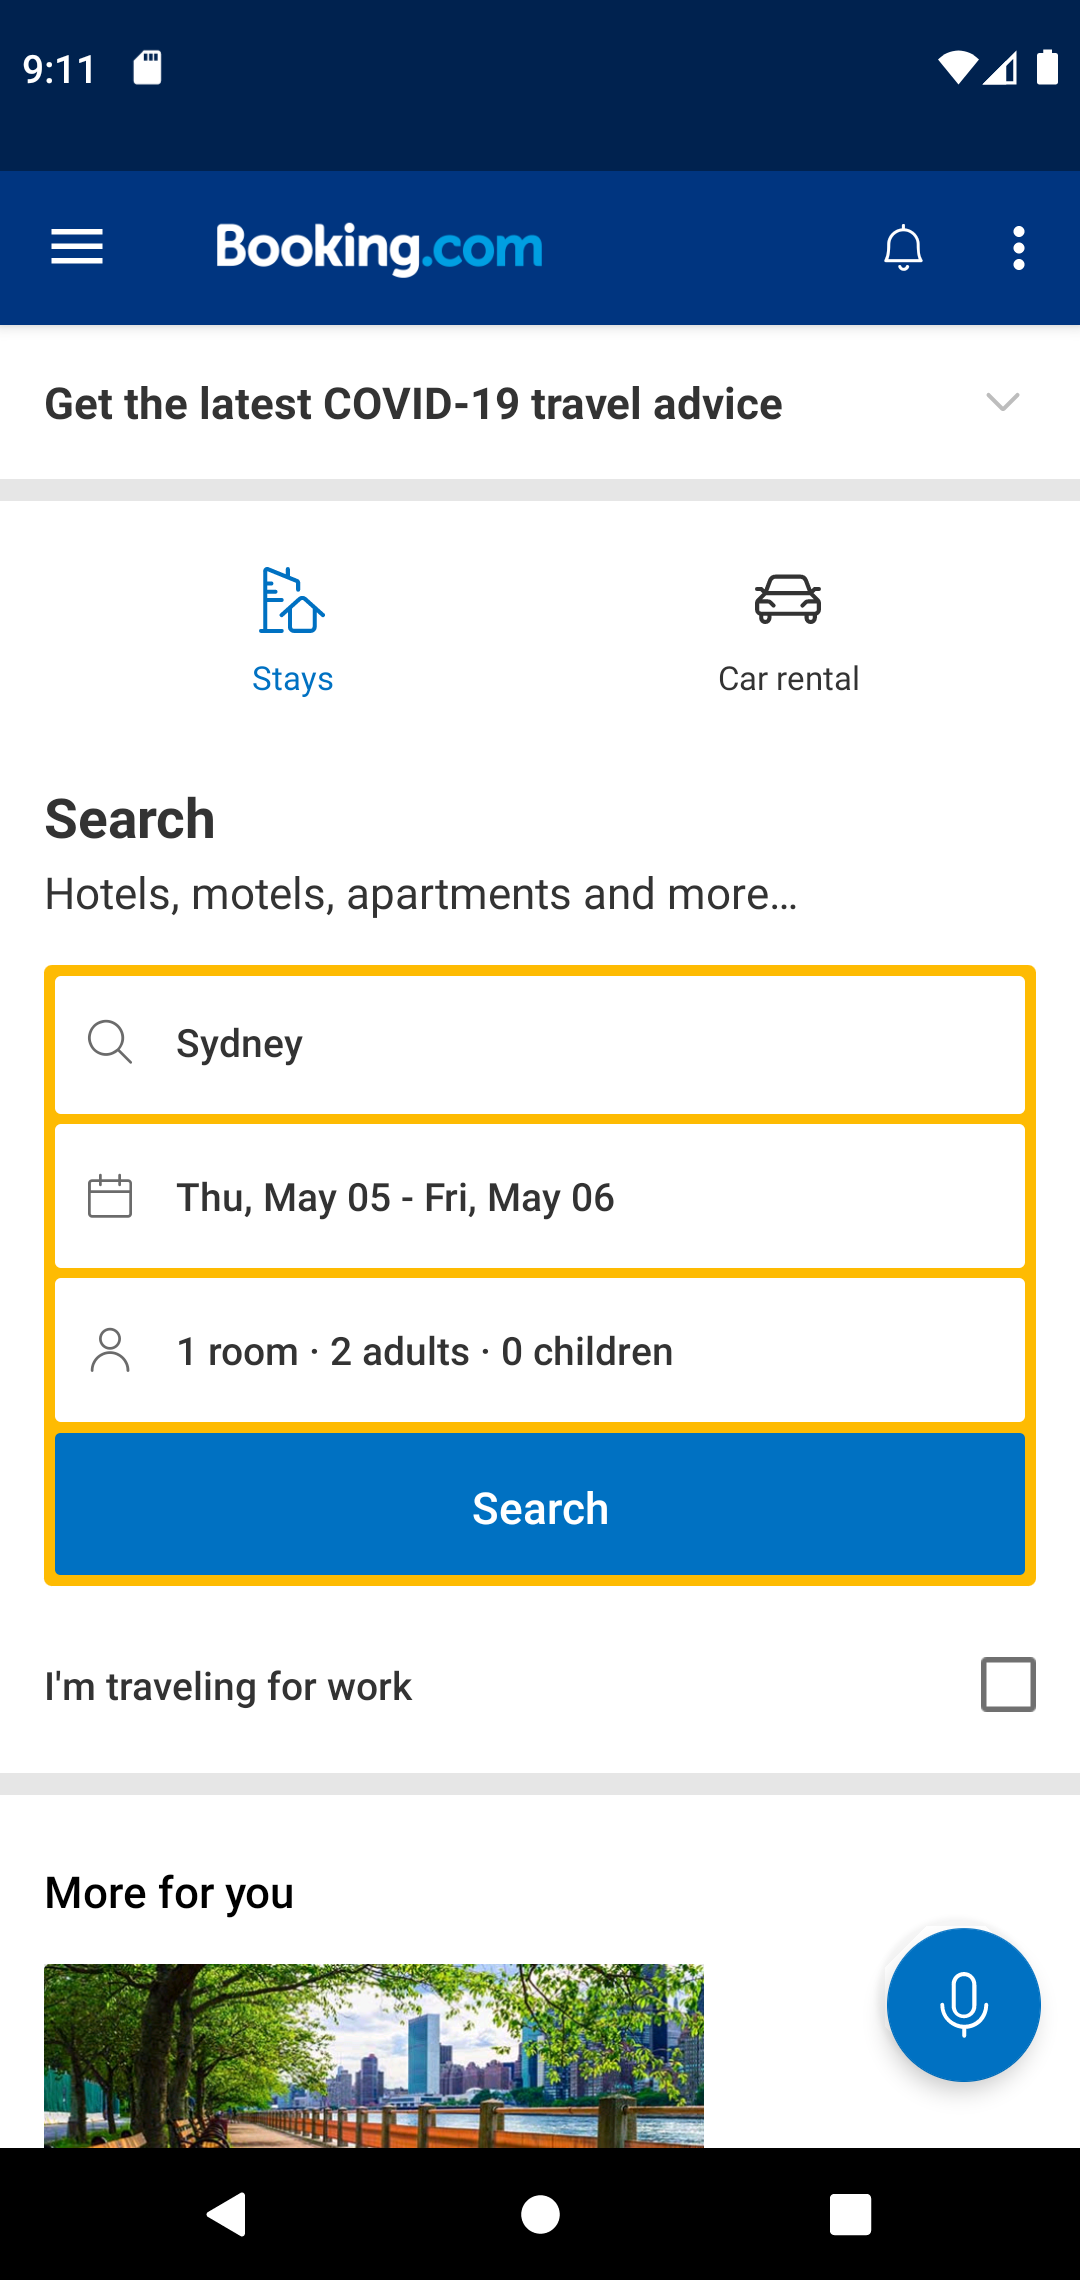 9:11
Booking.com
Get the latest COVID-19 travel advice
Stays
Car rental
Search
Hotels, motels, apartments and more...
Sydney
Thu, May 05 - Fri, May 06
1 room · 2 adults · 0 children
Search
I'm traveling for work
More for you